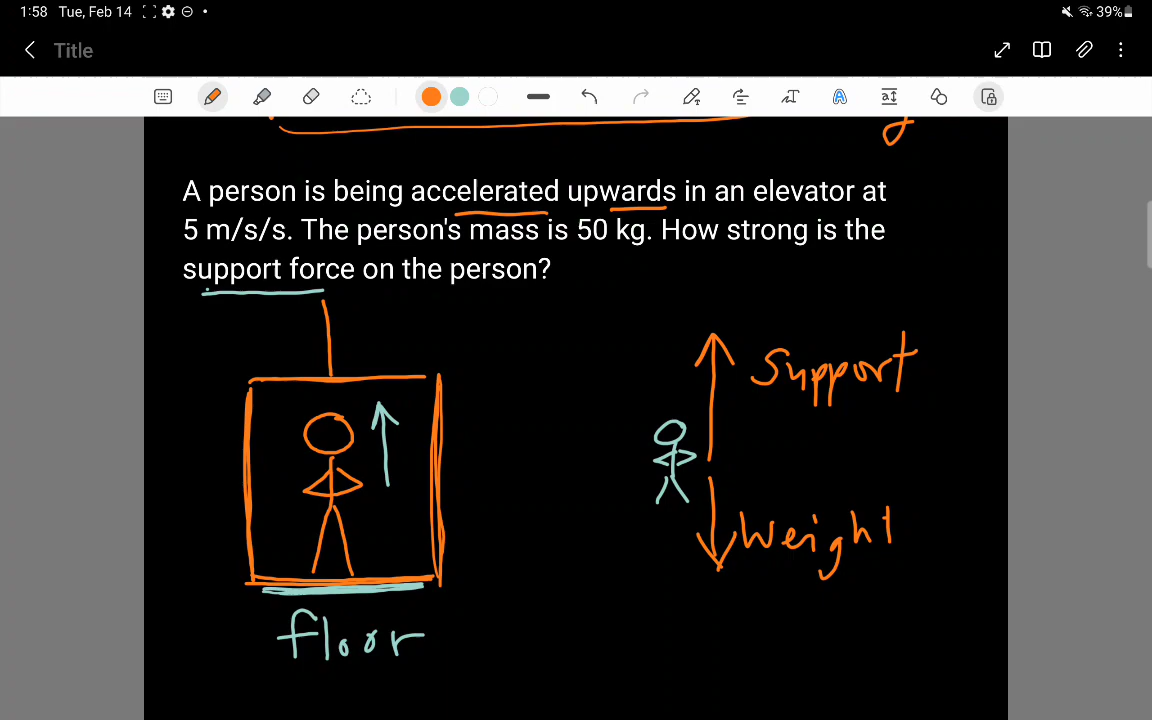 1:58 Tue, Feb 14
39%
Title
A person is being accelerated upwards in an elevator at
5 m/s/s. The person's mass is 50 kg. How strong is the
support force on the person?
Support
Weight
floor